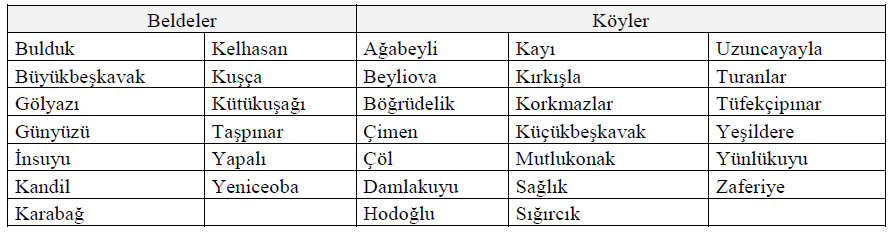 Beldeler Köyler
Bulduk Kelhasan Ağabeyli Kayı Uzuncayayla
Büyükbeşkavak Kuşça Beyliova Kırkışla Turanlar
Gölyazı Kütükuşağı Böğrüdelik Korkmazlar Tüfekçipınar
Günyüzü Taşpınar Çimen Küçükbeşkavak Yeşildere
İnsuyu Yapalı Çöl Mutlukonak Yünlükuyu
Kandil Yeniceoba Damlakuyu Sağlık Zaferiye
Karabağ Hodoğlu Sığırcık